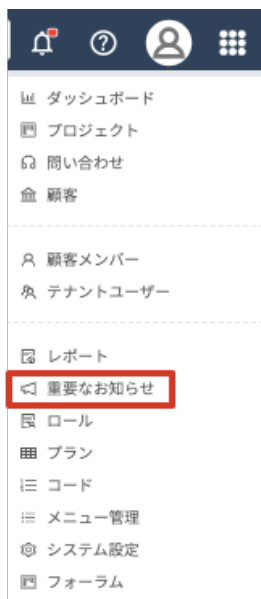 ダッシュボード
プロジェクト
問い合わせ
顧客
顧客メンバー
テナントユーザー
レポート
重要なお知らせ
ロール
プラン
コード
メニュー管理
システム設定
フォーラム